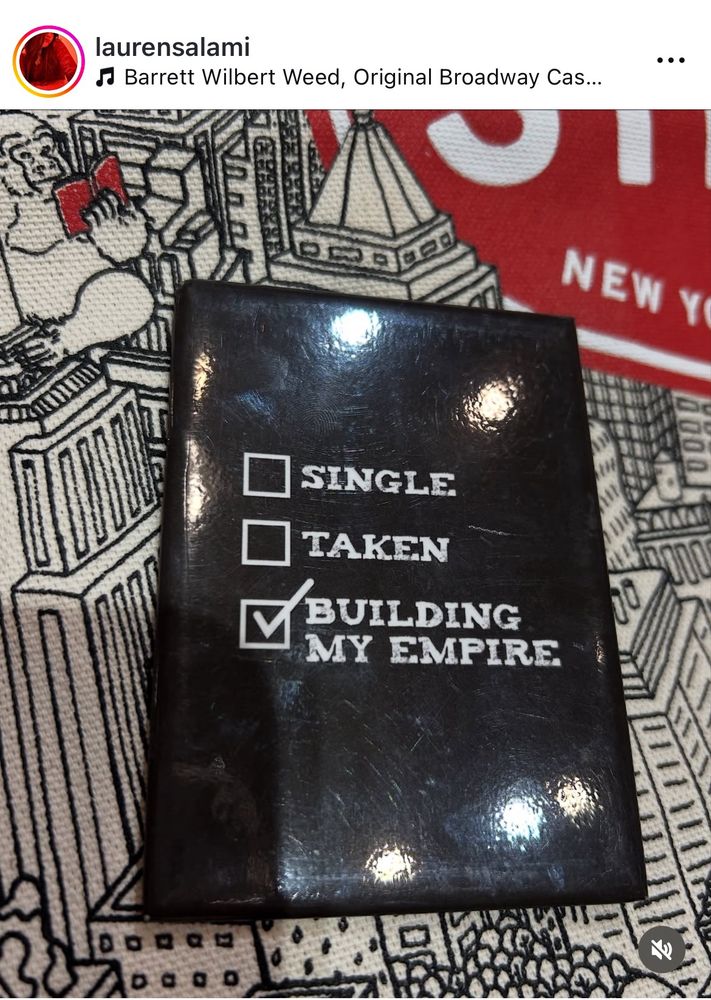 laurensalami
Barrett Wilbert Weed, Original Broadway Cas...
NEW
SINGLE
TAKEN
BUILDING
MY EMPIRE